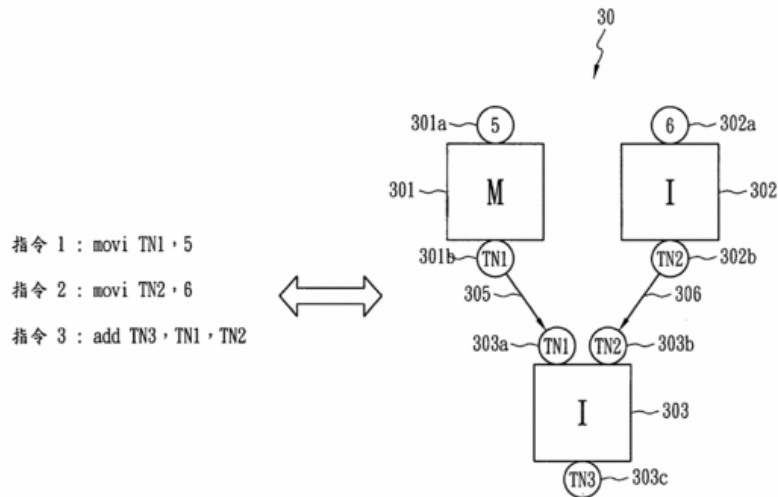 30
301a 5 6 302a
301 M I 302
指令 1 : movi TN1，5
301b TN1 TN2 302b
指令 2 : movi TN2，6
305 306
指令 3 : add TN3，TN1，TN2
303a TN1 TN2 303b
I 303
TN3 303c